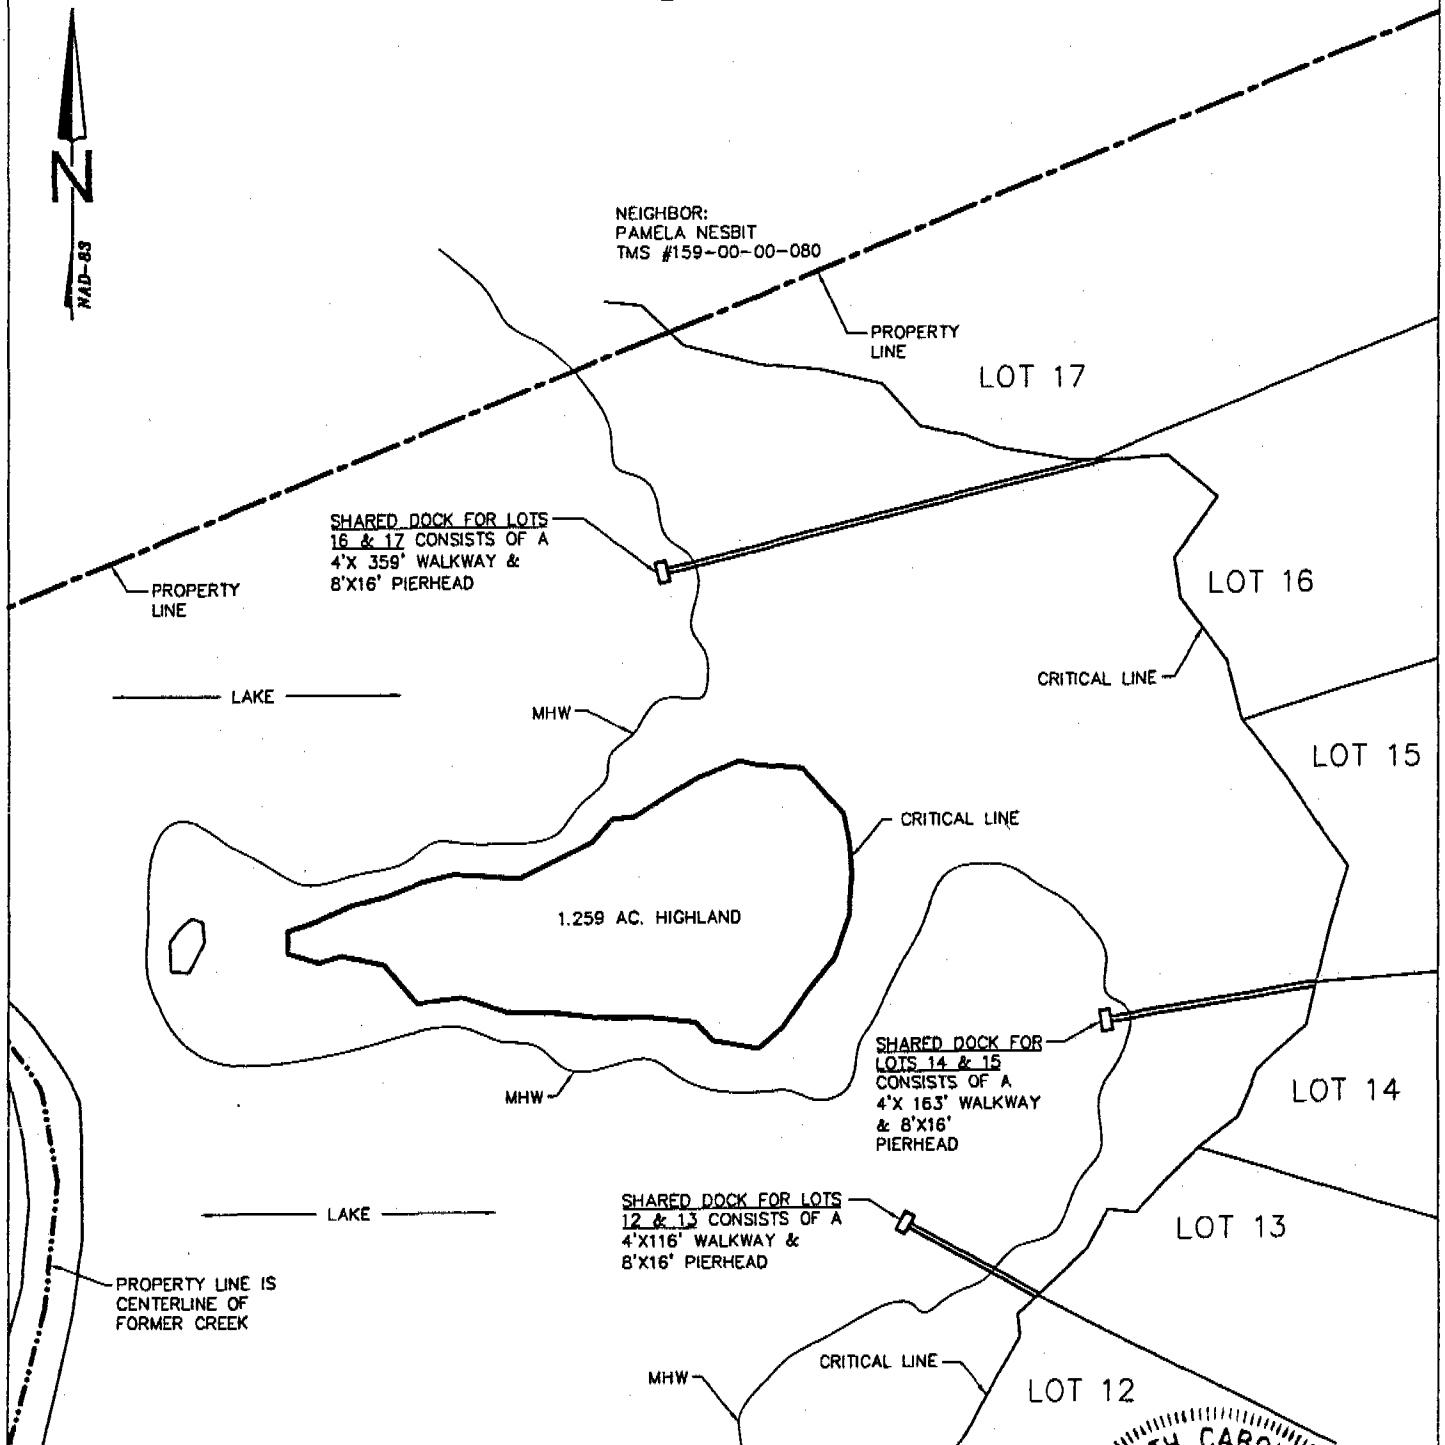 N
NAD-83
NEIGHBOR:
PAMELA NESBIT
TMS #159-00-00-080
PROPERTY
LINE
LOT 17
SHARED DOCK FOR LOTS
16 & 17 CONSISTS OF A
4'X 359' WALKWAY &
8'X16' PIERHEAD
PROPERTY
LINE
LOT 16
CRITICAL LINE
LAKE
MHW
LOT 15
CRITICAL LINE
1.259 AC. HIGHLAND
SHARED DOCK FOR
LOTS 14 & 15
CONSISTS OF A
4'X 163' WALKWAY
& 8'X16'
PIERHEAD
MHW
LOT 14
SHARED DOCK FOR LOTS
12 & 13 CONSISTS OF A
4'X116' WALKWAY &
8'X16' PIERHEAD
LAKE
LOT 13
PROPERTY LINE IS
CENTERLINE OF
FORMER CREEK
CRITICAL LINE
MHW
LOT 12